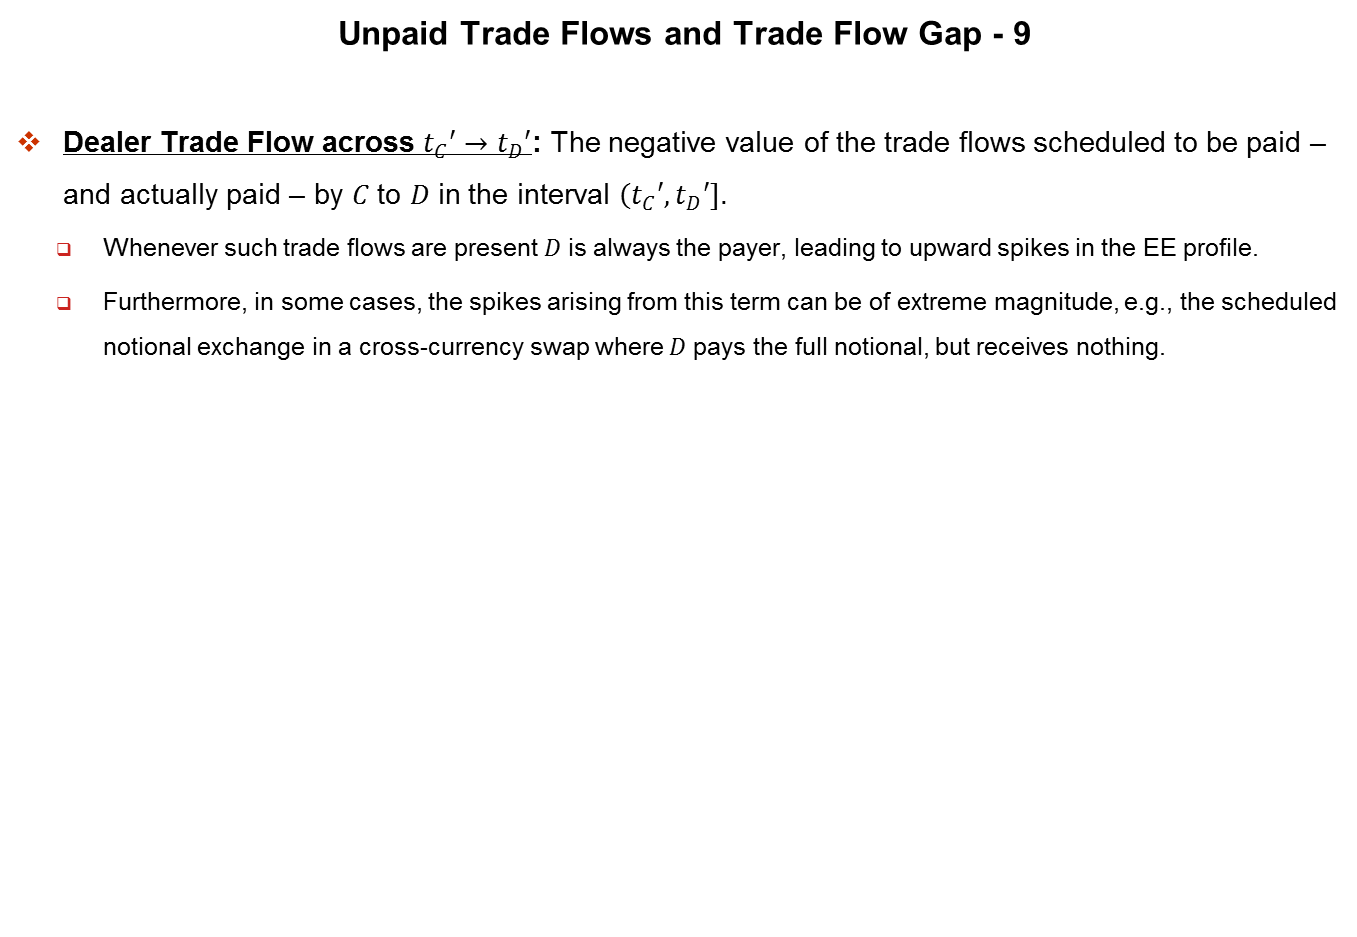 Unpaid Trade Flows and Trade Flow Gap - 9
❖ Dealer Trade Flow across t_C′ → t_D′: The negative value of the trade flows scheduled to be paid –
and actually paid – by C to D in the interval (t_C′, t_D′].
❑ Whenever such trade flows are present D is always the payer, leading to upward spikes in the EE profile.
❑ Furthermore, in some cases, the spikes arising from this term can be of extreme magnitude, e.g., the scheduled
notional exchange in a cross-currency swap where D pays the full notional, but receives nothing.